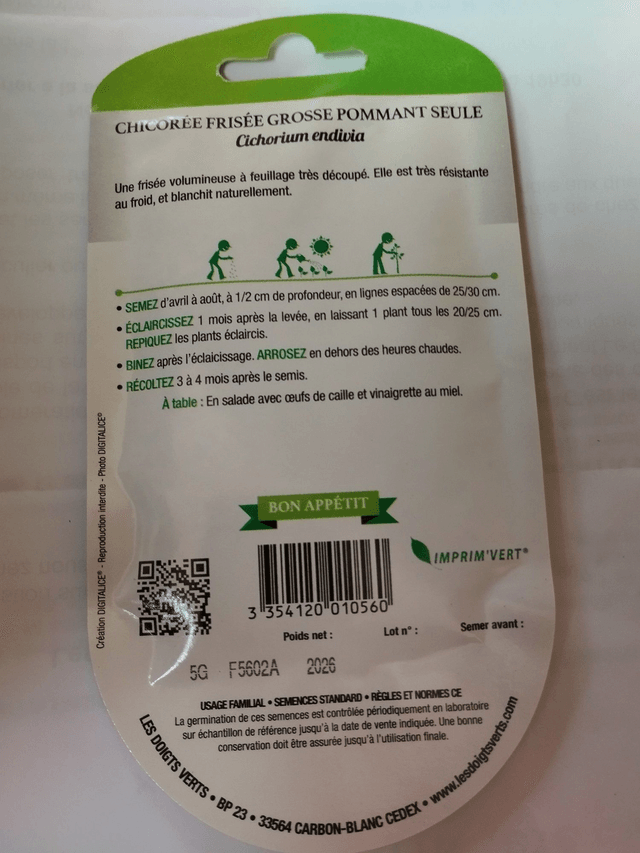 CHICORÉE FRISÉE GROSSE POMMANT SEULE
Cichorium endivia
Une frisée volumineuse à feuillage très découpé. Elle est très résistante
au froid, et blanchit naturellement.
• SEMEZ d'avril à août, à 1/2 cm de profondeur, en lignes espacées de 25/30 cm.
• ÉCLAIRCISSEZ 1 mois après la levée, en laissant 1 plant tous les 20/25 cm.
REPIQUEZ les plants éclaircis.
• BINEZ après l'éclaicissage. ARROSEZ en dehors des heures chaudes.
• RÉCOLTEZ 3 à 4 mois après le semis.
À table : En salade avec œufs de caille et vinaigrette au miel.
Création DIGITALICE® - Reproduction interdite - Photo DIGITALICE®
BON APPÉTIT
IMPRIM'VERT®
3 354120 010560
Poids net : Lot n° : Semer avant :
5G F5602A 2026
USAGE FAMILIAL • SEMENCES STANDARD • RÈGLES ET NORMES CE
La germination de ces semences est contrôlée périodiquement en laboratoire
sur échantillon de référence jusqu'à la date de vente indiquée. Une bonne
conservation doit être assurée jusqu'à l'utilisation finale.
LES DOIGTS VERTS • BP 23 • 33564 CARBON-BLANC CEDEX • www.lesdoigtsverts.com